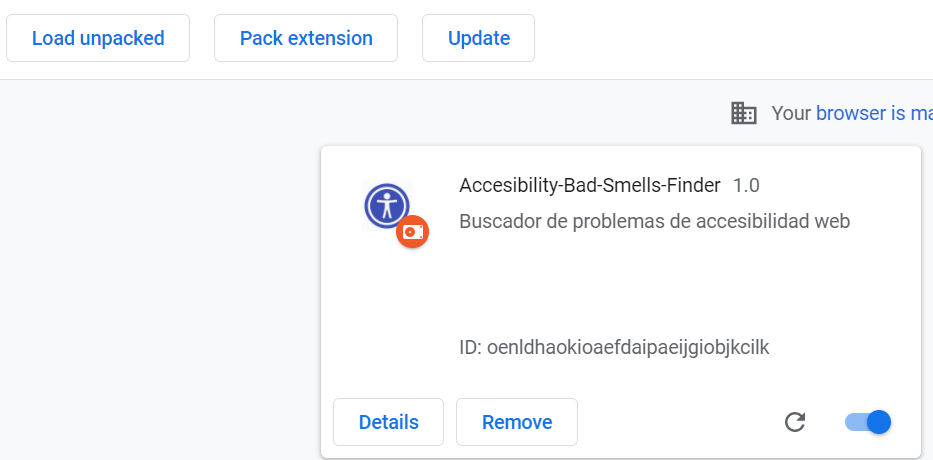 Load unpacked Pack extension Update
Your browser is
Accesibility-Bad-Smells-Finder 1.0
Buscador de problemas de accesibilidad web
ID: oenldhaokioaefdaipaeijgiobjkcilk
Details Remove